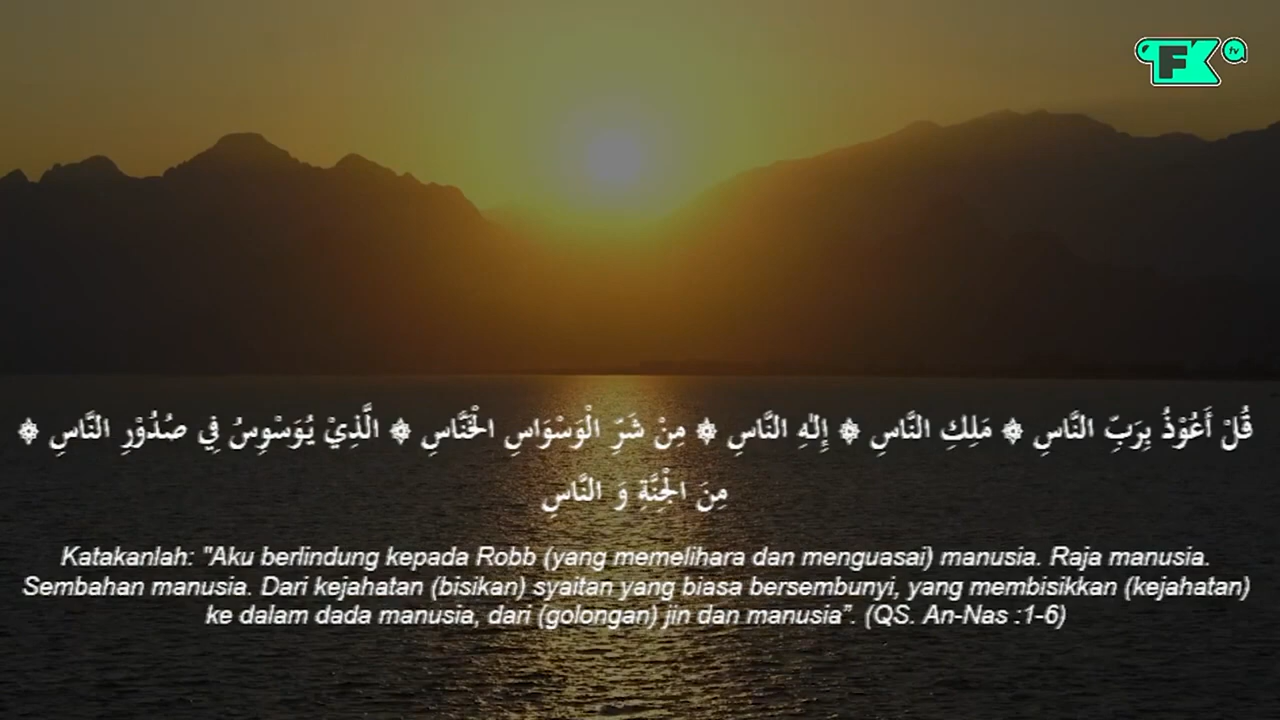 FK tv
قُلْ أَعُوْذُ بِرَبِّ النَّاسِ ۞ مَلِكِ النَّاسِ ۞ إِلٰهِ النَّاسِ ۞ مِنْ شَرِّ الْوَسْوَاسِ الْخَنَّاسِ ۞ الَّذِيْ يُوَسْوِسُ فِي صُدُوْرِ النَّاسِ ۞
مِنَ الْجِنَّةِ وَ النَّاسِ
Katakanlah: "Aku berlindung kepada Robb (yang memelihara dan menguasai) manusia. Raja manusia.
Sembahan manusia. Dari kejahatan (bisikan) syaitan yang biasa bersembunyi, yang membisikkan (kejahatan)
ke dalam dada manusia, dari (golongan) jin dan manusia”. (QS. An-Nas :1-6)